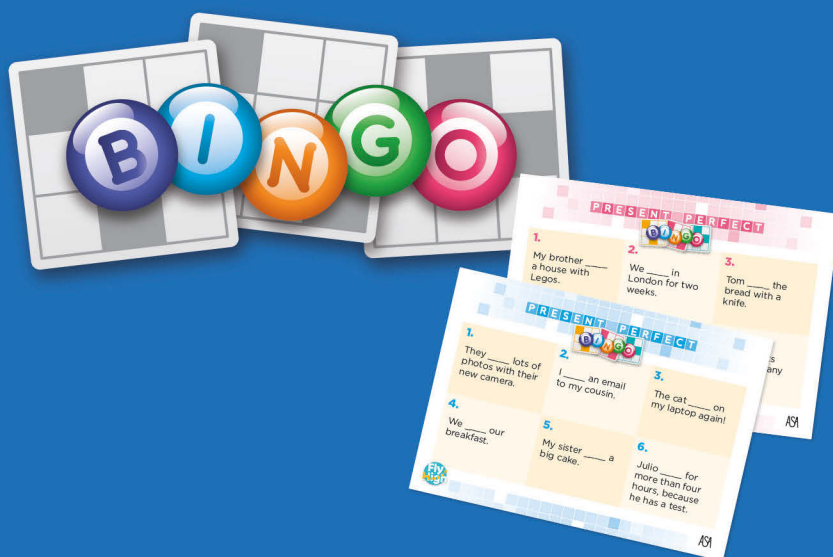 BINGO
PRESENT PERFECT
BINGO
1.
My brother ____
a house with
Legos.
2.
We ____ in
London for two
weeks.
3.
Tom ____ the
bread with a
knife.
any
ASA
PRESENT PERFECT
BINGO
1.
They ____ lots of
photos with their
new camera.
2.
I ____ an email
to my cousin.
3.
The cat ____ on
my laptop again!
4.
We ____ our
breakfast.
5.
My sister ____ a
big cake.
6.
Julio ____ for
more than four
hours, because
he has a test.
Fly
High
ASA